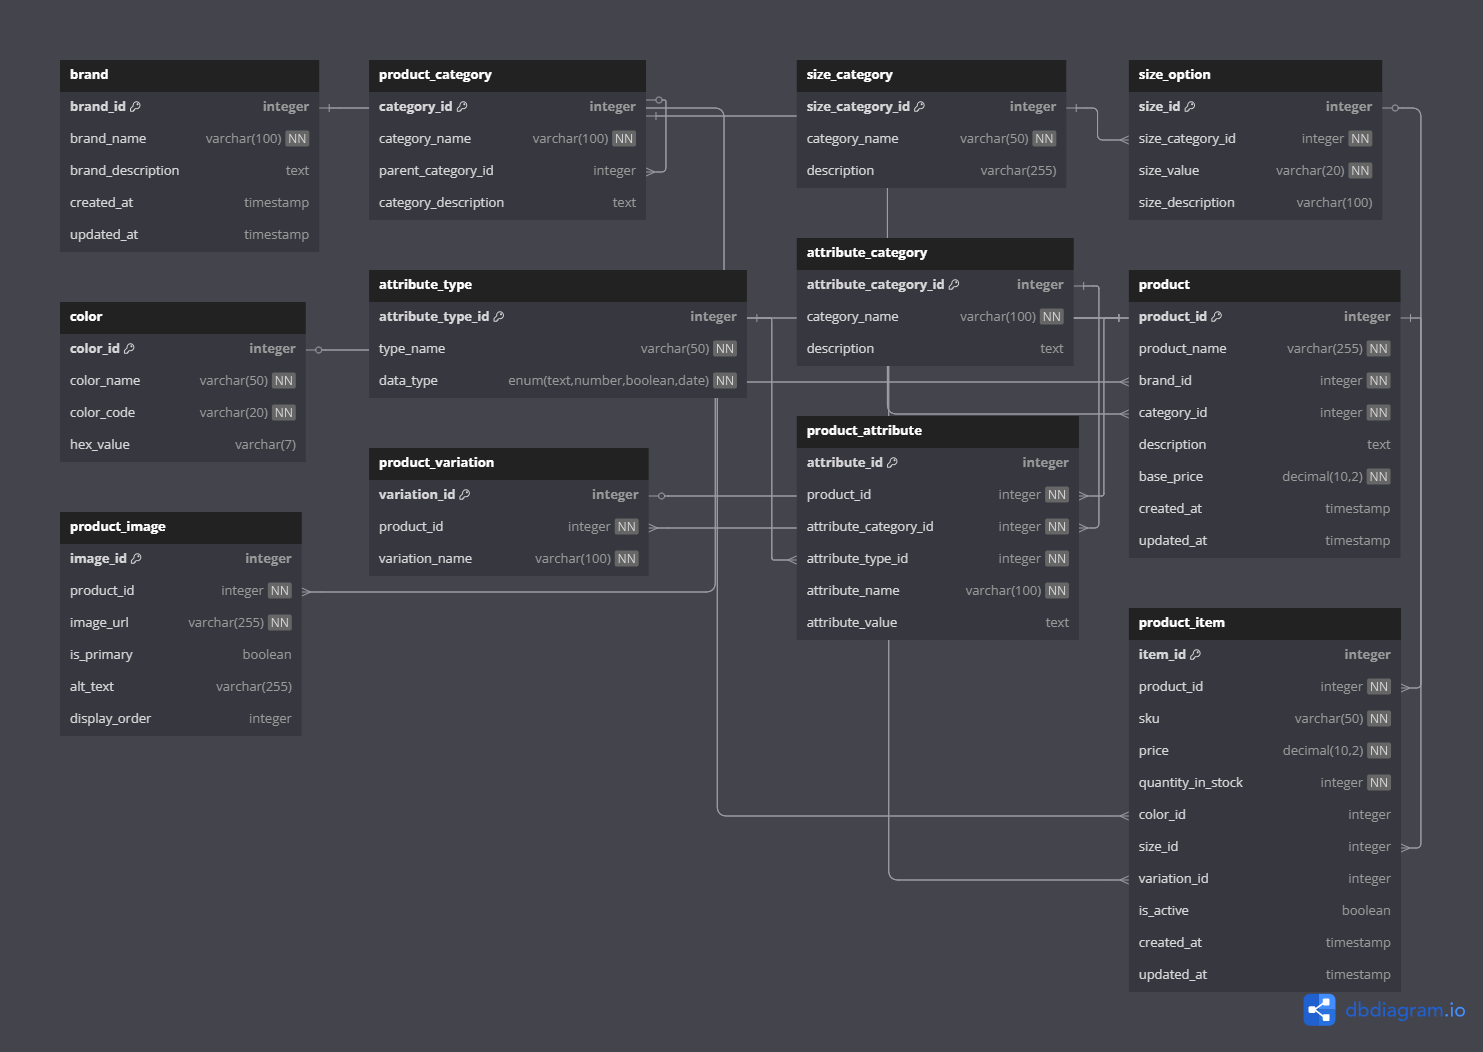 brand
brand_id integer
brand_name varchar(100) NN
brand_description text
created_at timestamp
updated_at timestamp
product_category
category_id integer
category_name varchar(100) NN
parent_category_id integer
category_description text
size_category
size_category_id integer
category_name varchar(50) NN
description varchar(255)
size_option
size_id integer
size_category_id integer NN
size_value varchar(20) NN
size_description varchar(100)
color
color_id integer
color_name varchar(50) NN
color_code varchar(20) NN
hex_value varchar(7)
attribute_type
attribute_type_id integer
type_name varchar(50) NN
data_type enum(text,number,boolean,date) NN
attribute_category
attribute_category_id integer
category_name varchar(100) NN
description text
product
product_id integer
product_name varchar(255) NN
brand_id integer NN
category_id integer NN
description text
base_price decimal(10,2) NN
created_at timestamp
updated_at timestamp
product_image
image_id integer
product_id integer NN
image_url varchar(255) NN
is_primary boolean
alt_text varchar(255)
display_order integer
product_variation
variation_id integer
product_id integer NN
variation_name varchar(100) NN
product_attribute
attribute_id integer
product_id integer NN
attribute_category_id integer NN
attribute_type_id integer NN
attribute_name varchar(100) NN
attribute_value text
product_item
item_id integer
product_id integer NN
sku varchar(50) NN
price decimal(10,2) NN
quantity_in_stock integer NN
color_id integer
size_id integer
variation_id integer
is_active boolean
created_at timestamp
updated_at timestamp
dbdiagram.io